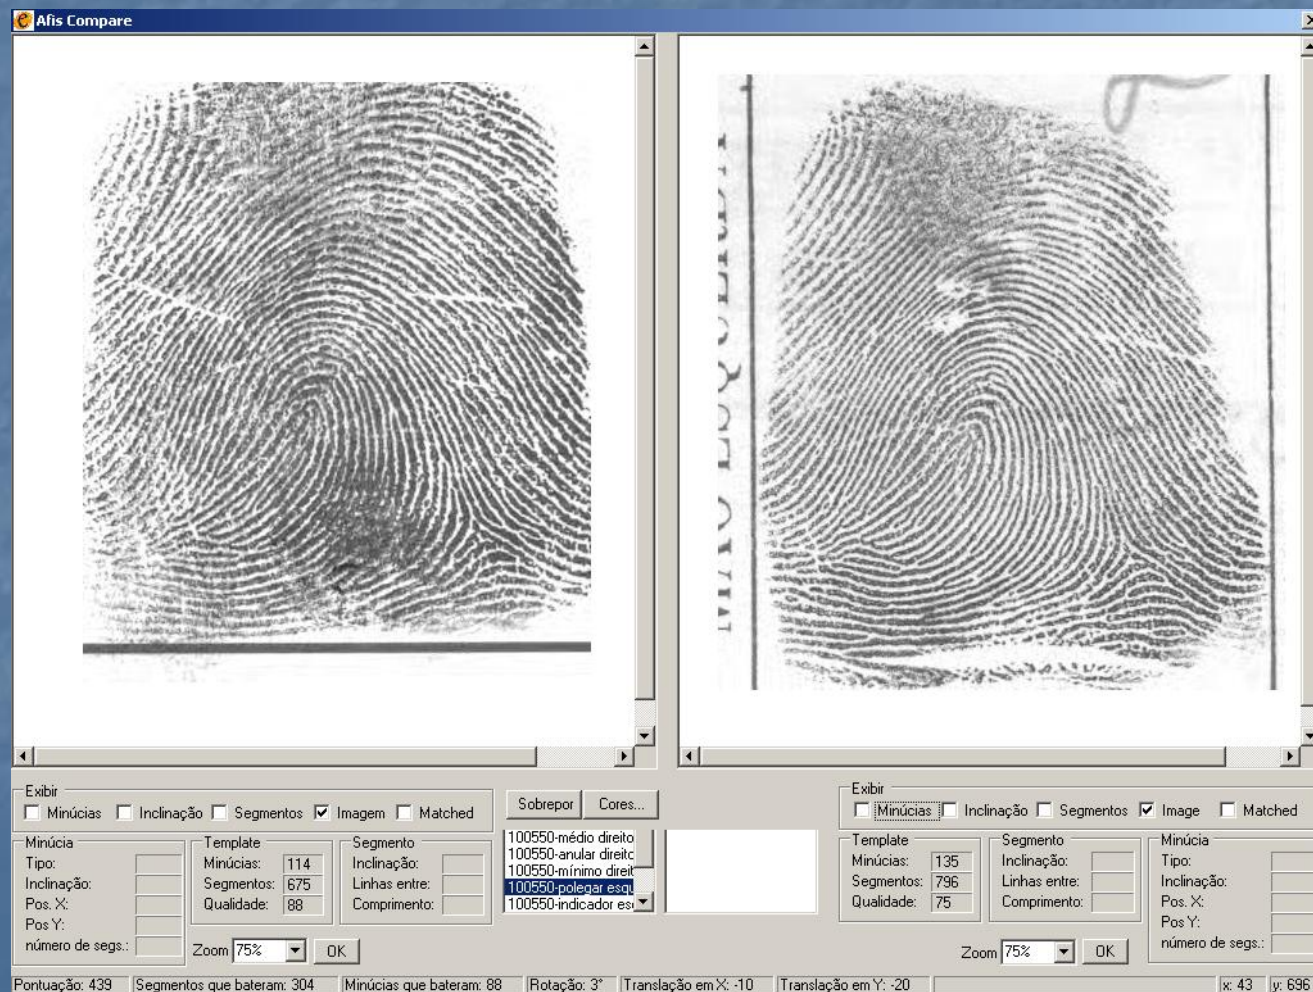 Afis Compare
MÃO ESQUERDA
Exibir
Minúcias Inclinação Segmentos Imagem Matched
Minúcia
Tipo:
Inclinação:
Pos. X:
Pos Y:
número de segs.:
Template
Minúcias: 114
Segmentos: 675
Qualidade: 88
Segmento
Inclinação:
Linhas entre:
Comprimento:
Zoom 75% OK
Sobrepor Cores...
100550-médio direito
100550-anular direito
100550-mínimo direit
100550-polegar esqu
100550-indicador esq
Exibir
Minúcias Inclinação Segmentos Image Matched
Template
Minúcias: 135
Segmentos: 796
Qualidade: 75
Segmento
Inclinação:
Linhas entre:
Comprimento:
Minúcia
Tipo:
Inclinação:
Pos. X:
Pos Y:
número de segs.:
Zoom 75% OK
Pontuação: 439 Segmentos que bateram: 304 Minúcias que bateram: 88 Rotação: 3° Translação em X: -10 Translação em Y: -20 x: 43 y: 696